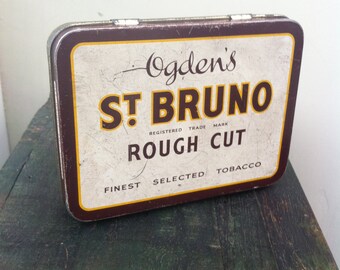 Ogden's
ST. BRUNO
REGISTERED TRADE MARK
ROUGH CUT
FINEST SELECTED TOBACCO